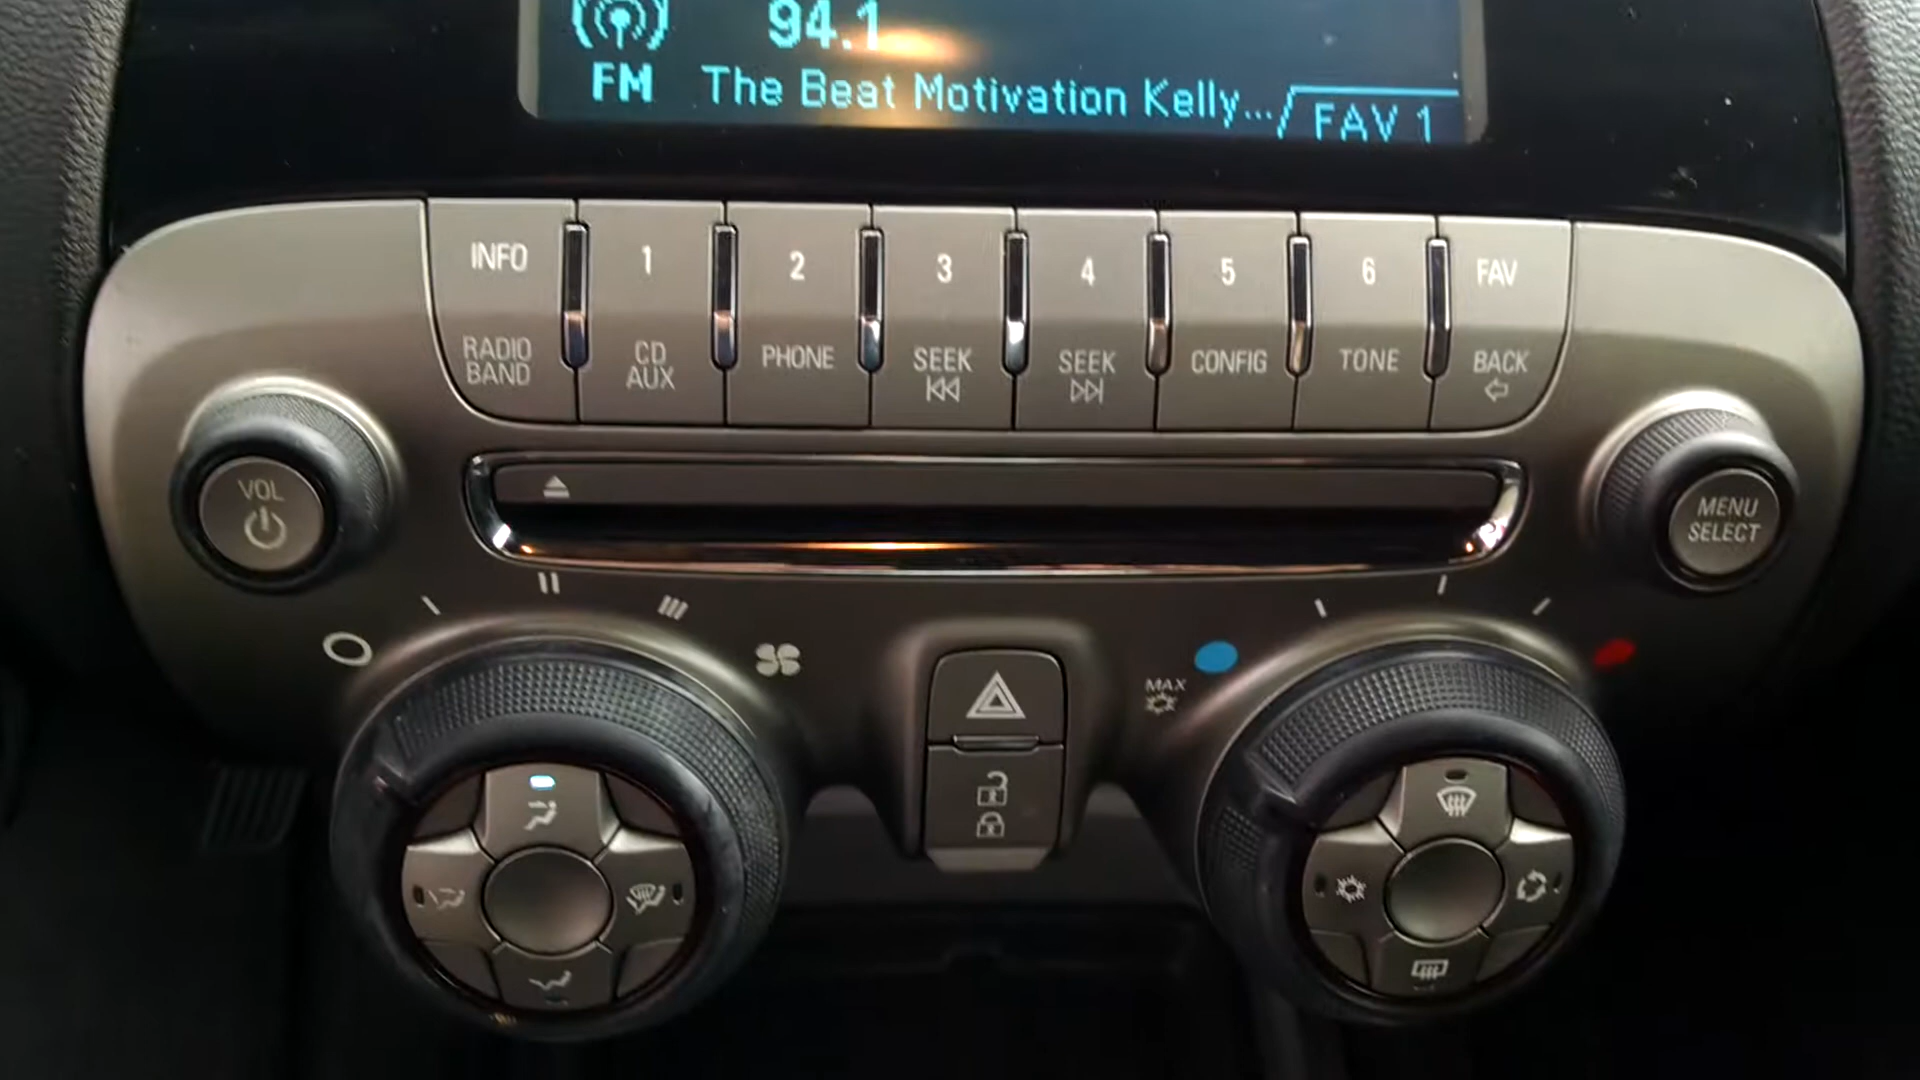 94.1
FM The Beat Motivation Kelly... FAV 1
INFO 1 2 3 4 5 6 FAV
RADIO BAND
CD AUX
PHONE
SEEK
SEEK
CONFIG
TONE
BACK
VOL
MENU
SELECT
MAX